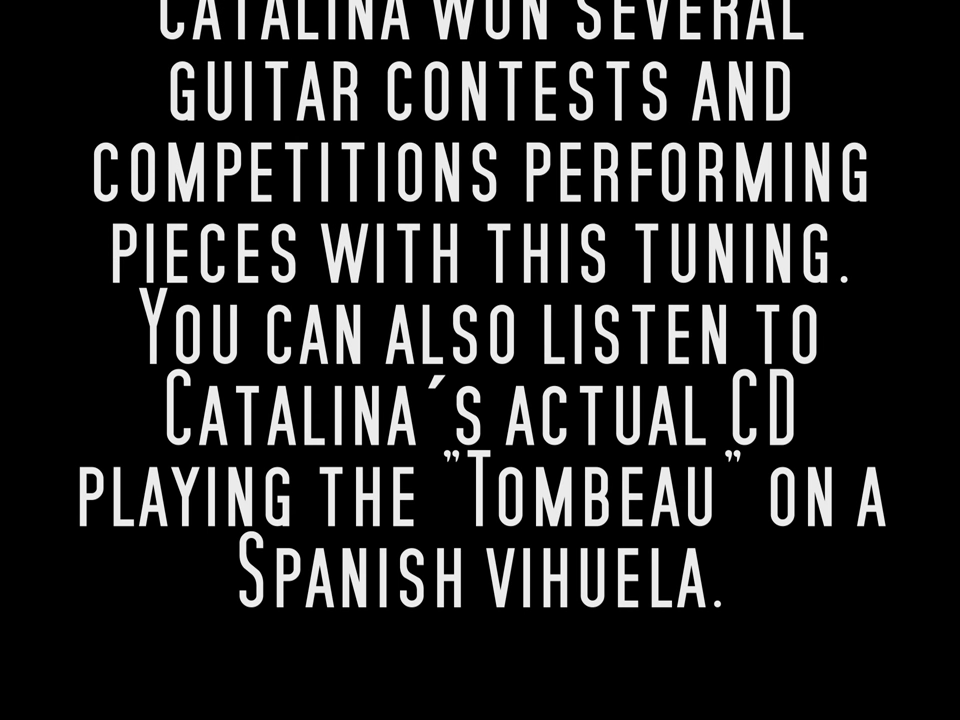 Catalina won several
guitar contests and
competitions performing
pieces with this tuning.
You can also listen to
Catalina´s actual CD
playing the "Tombeau" on a
Spanish vihuela.